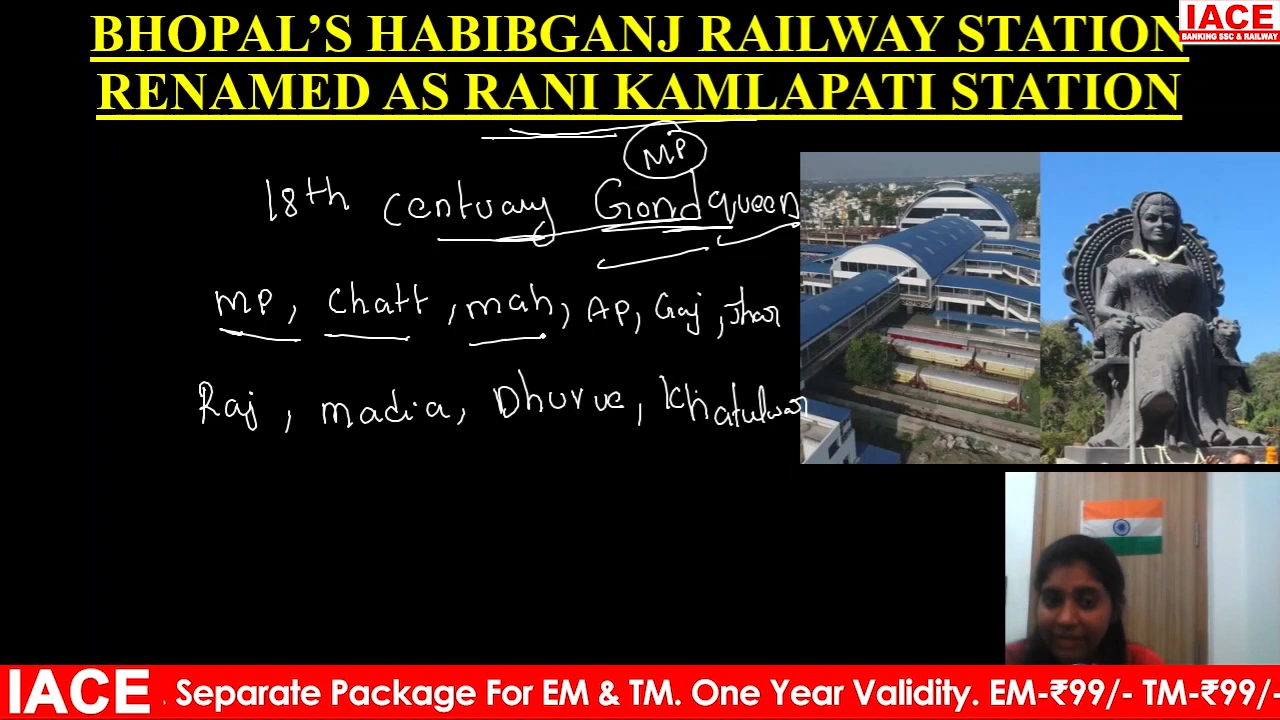 BHOPAL’S HABIBGANJ RAILWAY STATION
RENAMED AS RANI KAMLAPATI STATION
IACE
BANKING SSC & RAILWAY
MP
18th centuary Gond queen
MP, Chatt, mah, AP, Guj, Jhar
Raj, madia, Dhurve, Khatulwar
IACE . Separate Package For EM & TM. One Year Validity. EM-₹99/- TM-₹99/-